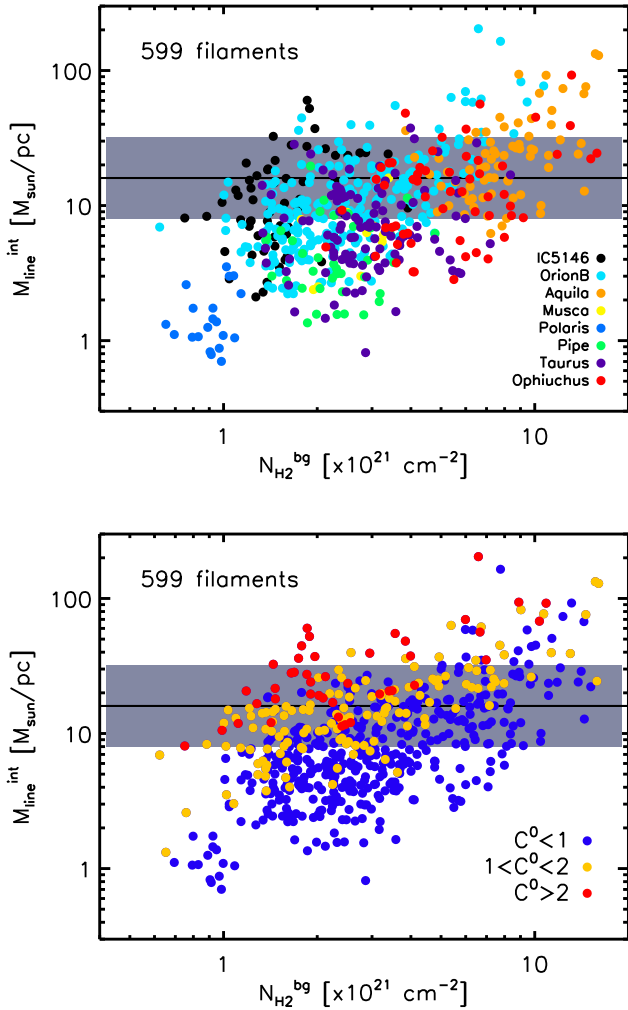 599 filaments
100
10
1
M_line^int [M_sun/pc]
IC5146
OrionB
Aquila
Musca
Polaris
Pipe
Taurus
Ophiuchus
1 10
N_H2^bg [x10^21 cm^-2]
599 filaments
100
10
1
M_line^int [M_sun/pc]
C^0<1
1<C^0<2
C^0>2
1 10
N_H2^bg [x10^21 cm^-2]